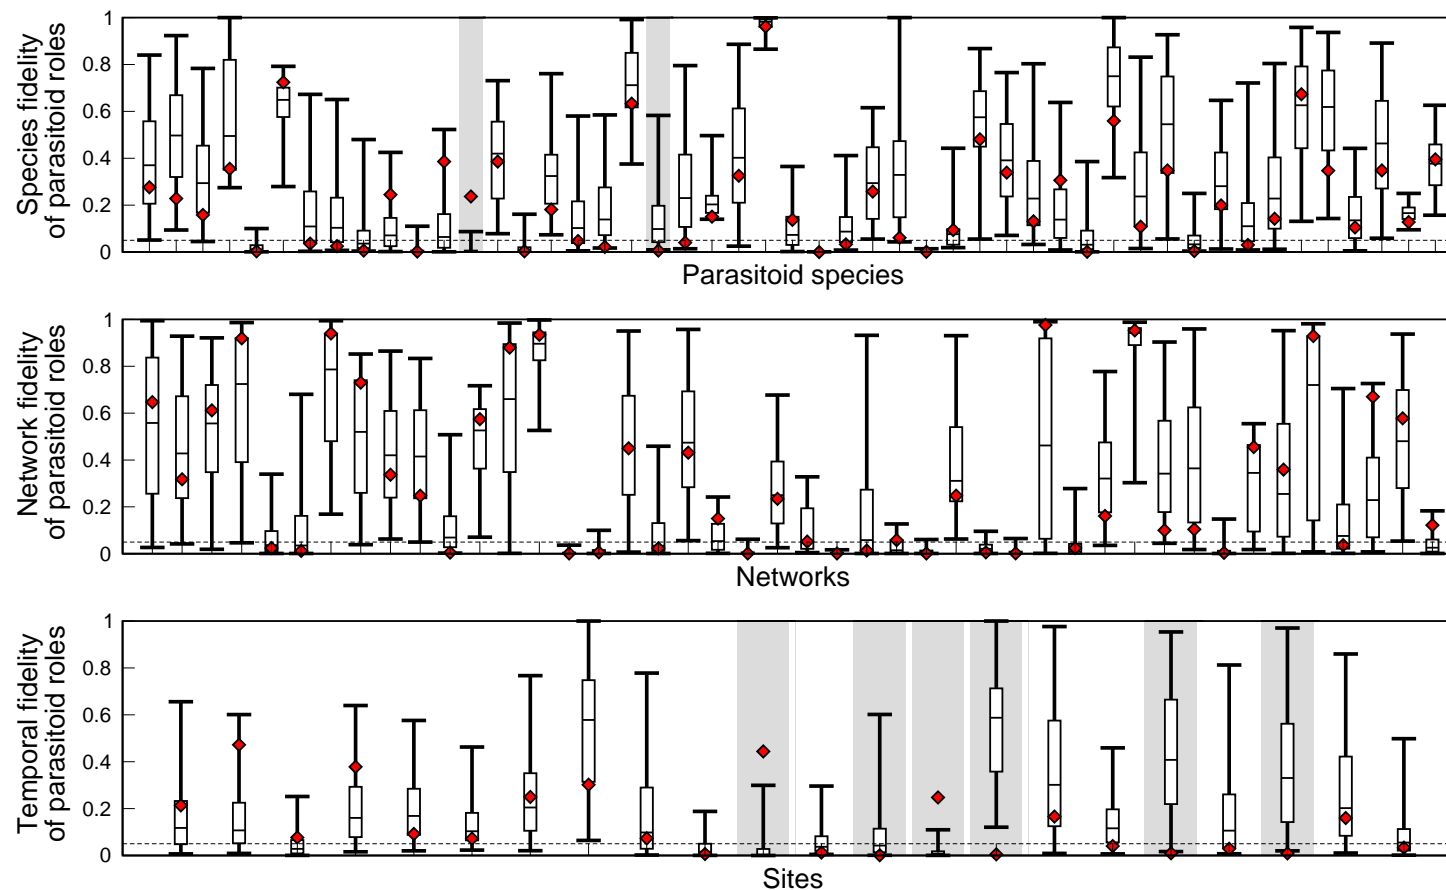 Species fidelity
of parasitoid roles
1
0.8
0.6
0.4
0.2
0
Parasitoid species
Network fidelity
of parasitoid roles
1
0.8
0.6
0.4
0.2
0
Networks
Temporal fidelity
of parasitoid roles
1
0.8
0.6
0.4
0.2
0
Sites